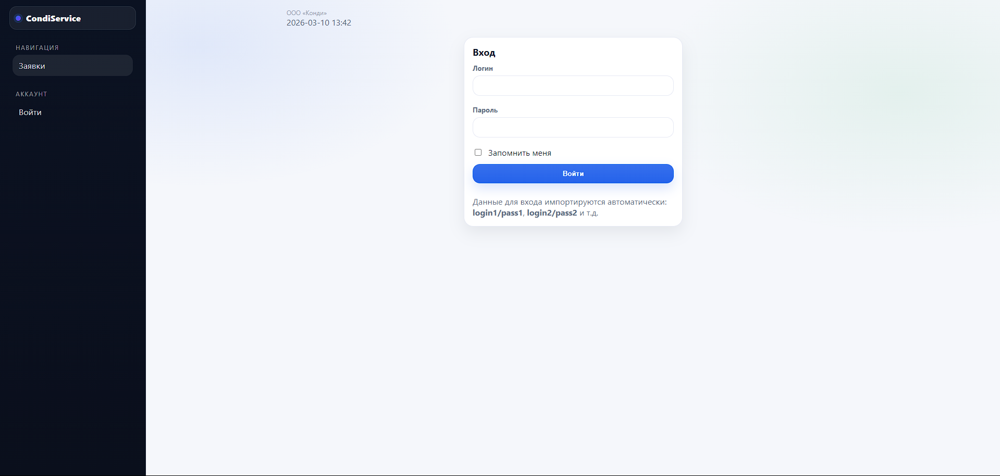 CondiService
НАВИГАЦИЯ
Заявки
АККАУНТ
Войти
ООО «Конди»
2026-03-10 13:42
Вход
Логин
Пароль
Запомнить меня
Войти
Данные для входа импортируются автоматически:
login1/pass1, login2/pass2 и т.д.